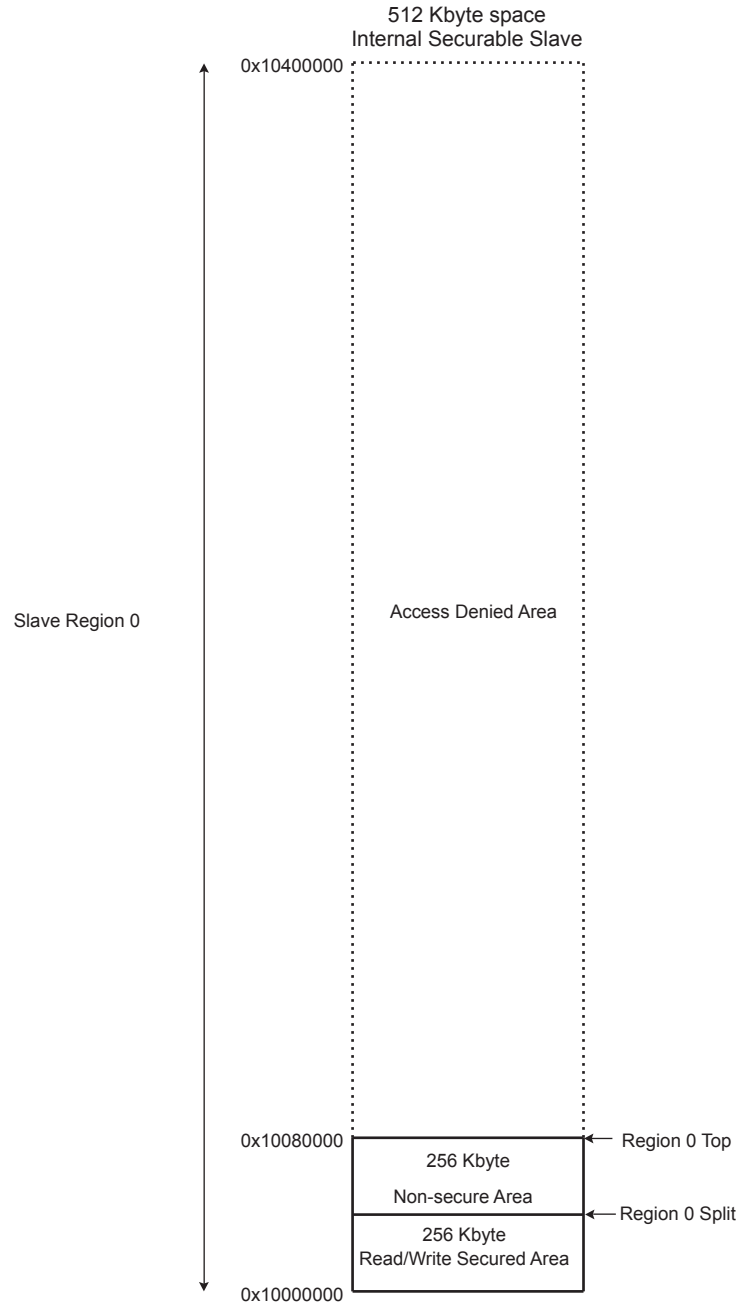 512 Kbyte space
Internal Securable Slave
0x10400000
Access Denied Area
Slave Region 0
0x10080000
Region 0 Top
256 Kbyte
Non-secure Area
Region 0 Split
256 Kbyte
Read/Write Secured Area
0x10000000